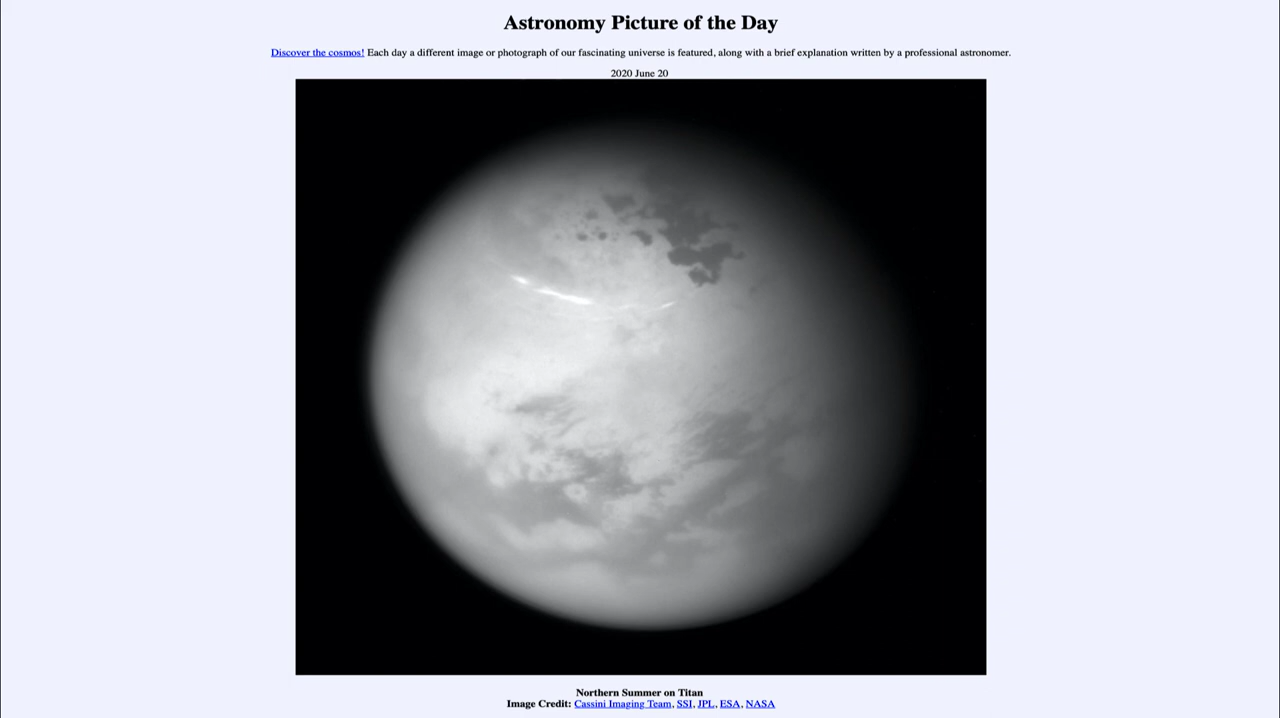 Astronomy Picture of the Day
Discover the cosmos! Each day a different image or photograph of our fascinating universe is featured, along with a brief explanation written by a professional astronomer.
2020 June 20
Northern Summer on Titan
Image Credit: Cassini Imaging Team, SSI, JPL, ESA, NASA